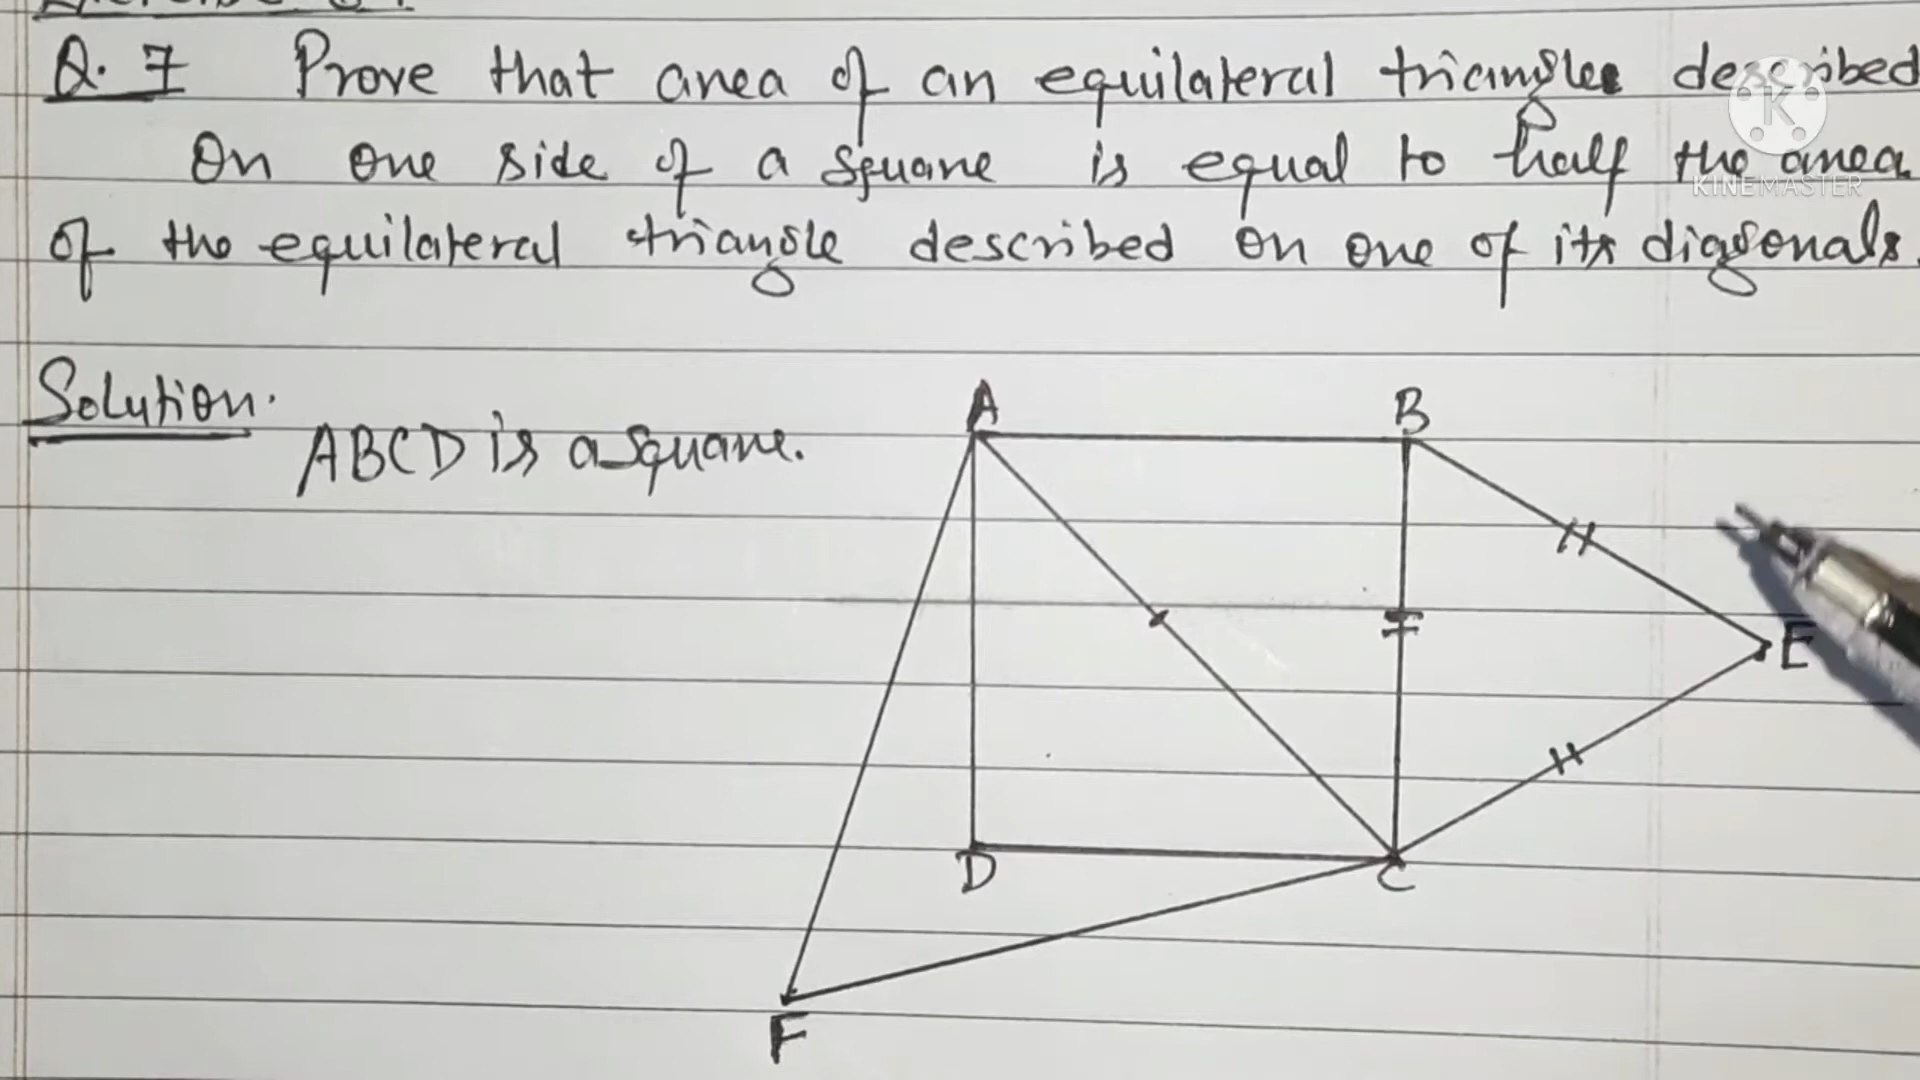 Q.7 Prove that area of an equilateral triangle described
On one side of a square is equal to half the area
of the equilateral triangle described on one of its diagonals.
K
KINEMASTER
Solution.
ABCD is a square.
A
B
E
D
C
F